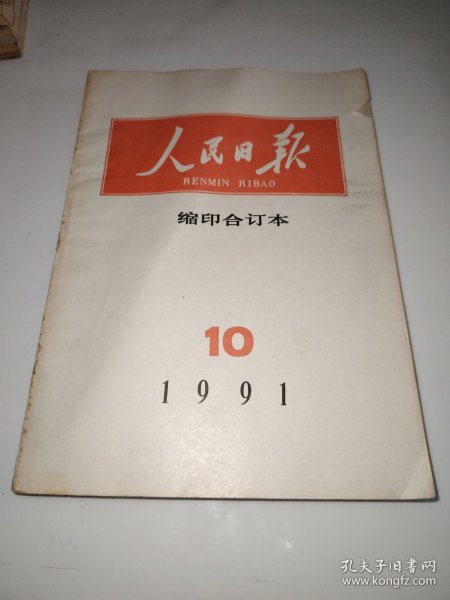 人民日报
RENMIN RIBAO
缩印合订本
10
1991
孔夫子旧书网
www.kongfz.com